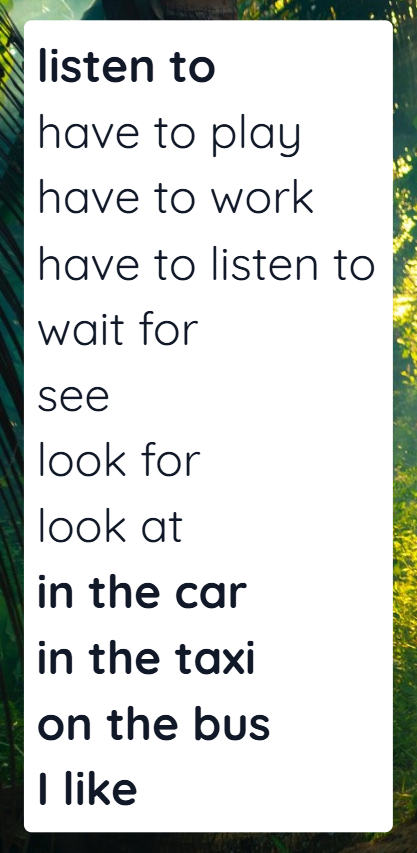 listen to
have to play
have to work
have to listen to
wait for
see
look for
look at
in the car
in the taxi
on the bus
I like